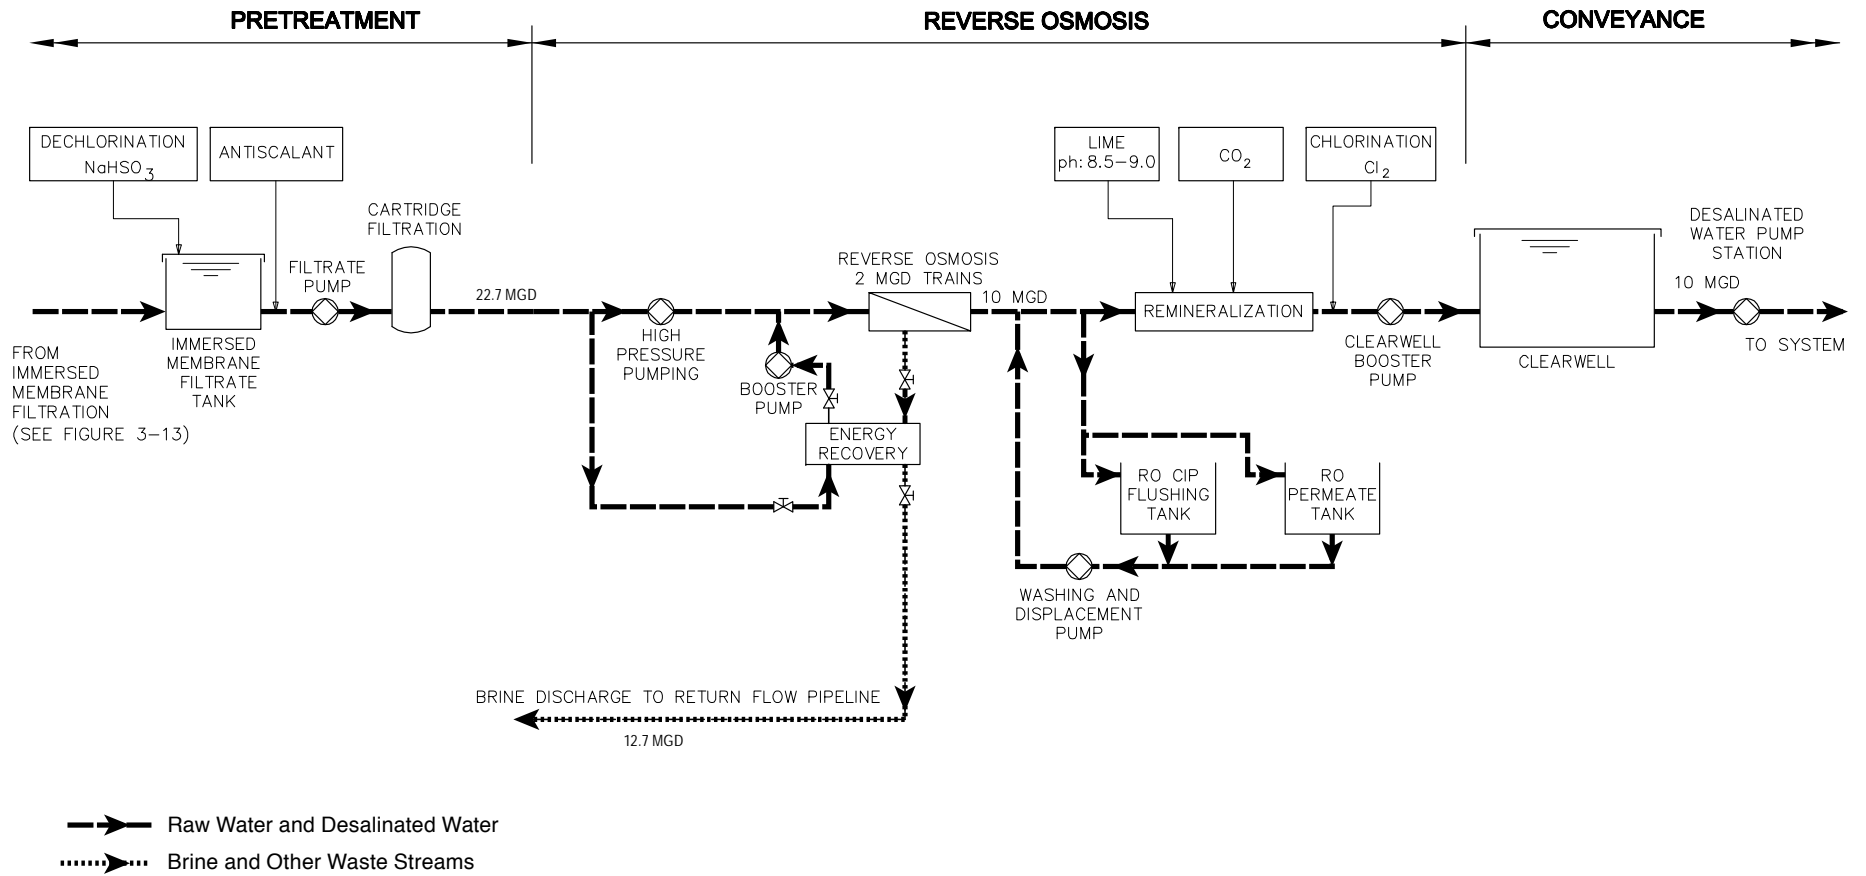 PRETREATMENT
REVERSE OSMOSIS
CONVEYANCE
DECHLORINATION
NaHSO3
ANTISCALANT
CARTRIDGE
FILTRATION
FILTRATE
PUMP
IMMERSED
MEMBRANE
FILTRATE
TANK
FROM
IMMERSED
MEMBRANE
FILTRATION
(SEE FIGURE 3-13)
22.7 MGD
HIGH
PRESSURE
PUMPING
BOOSTER
PUMP
ENERGY
RECOVERY
REVERSE OSMOSIS
2 MGD TRAINS
10 MGD
LIME
ph: 8.5-9.0
CO2
CHLORINATION
Cl2
REMINERALIZATION
CLEARWELL
BOOSTER
PUMP
CLEARWELL
DESALINATED
WATER PUMP
STATION
10 MGD
TO SYSTEM
RO CIP
FLUSHING
TANK
RO
PERMEATE
TANK
WASHING AND
DISPLACEMENT
PUMP
BRINE DISCHARGE TO RETURN FLOW PIPELINE
12.7 MGD
Raw Water and Desalinated Water
Brine and Other Waste Streams